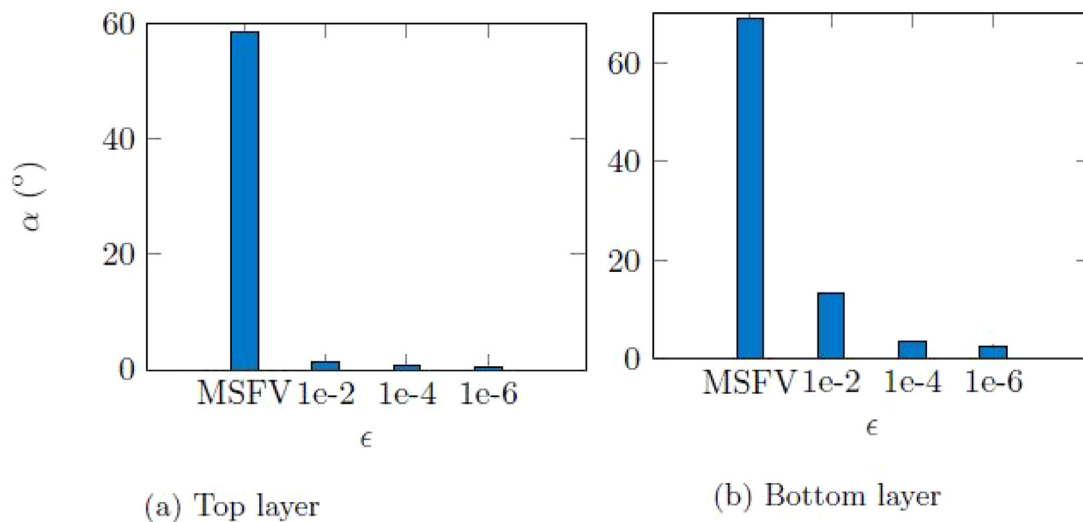 60
40
20
0
α (°)
MSFV 1e-2 1e-4 1e-6
ϵ
(a) Top layer
60
40
20
0
MSFV 1e-2 1e-4 1e-6
ϵ
(b) Bottom layer